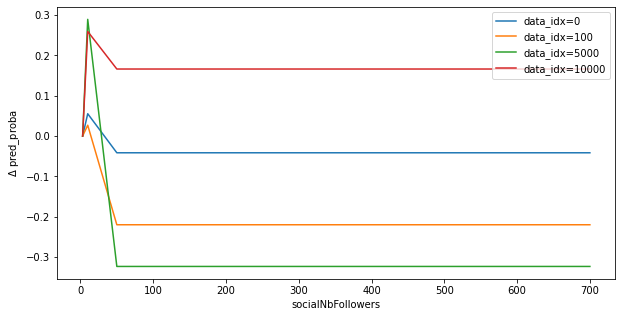 0.3
0.2
0.1
0.0
−0.1
−0.2
−0.3
Δ pred_proba
data_idx=0
data_idx=100
data_idx=5000
data_idx=10000
0 100 200 300 400 500 600 700
socialNbFollowers